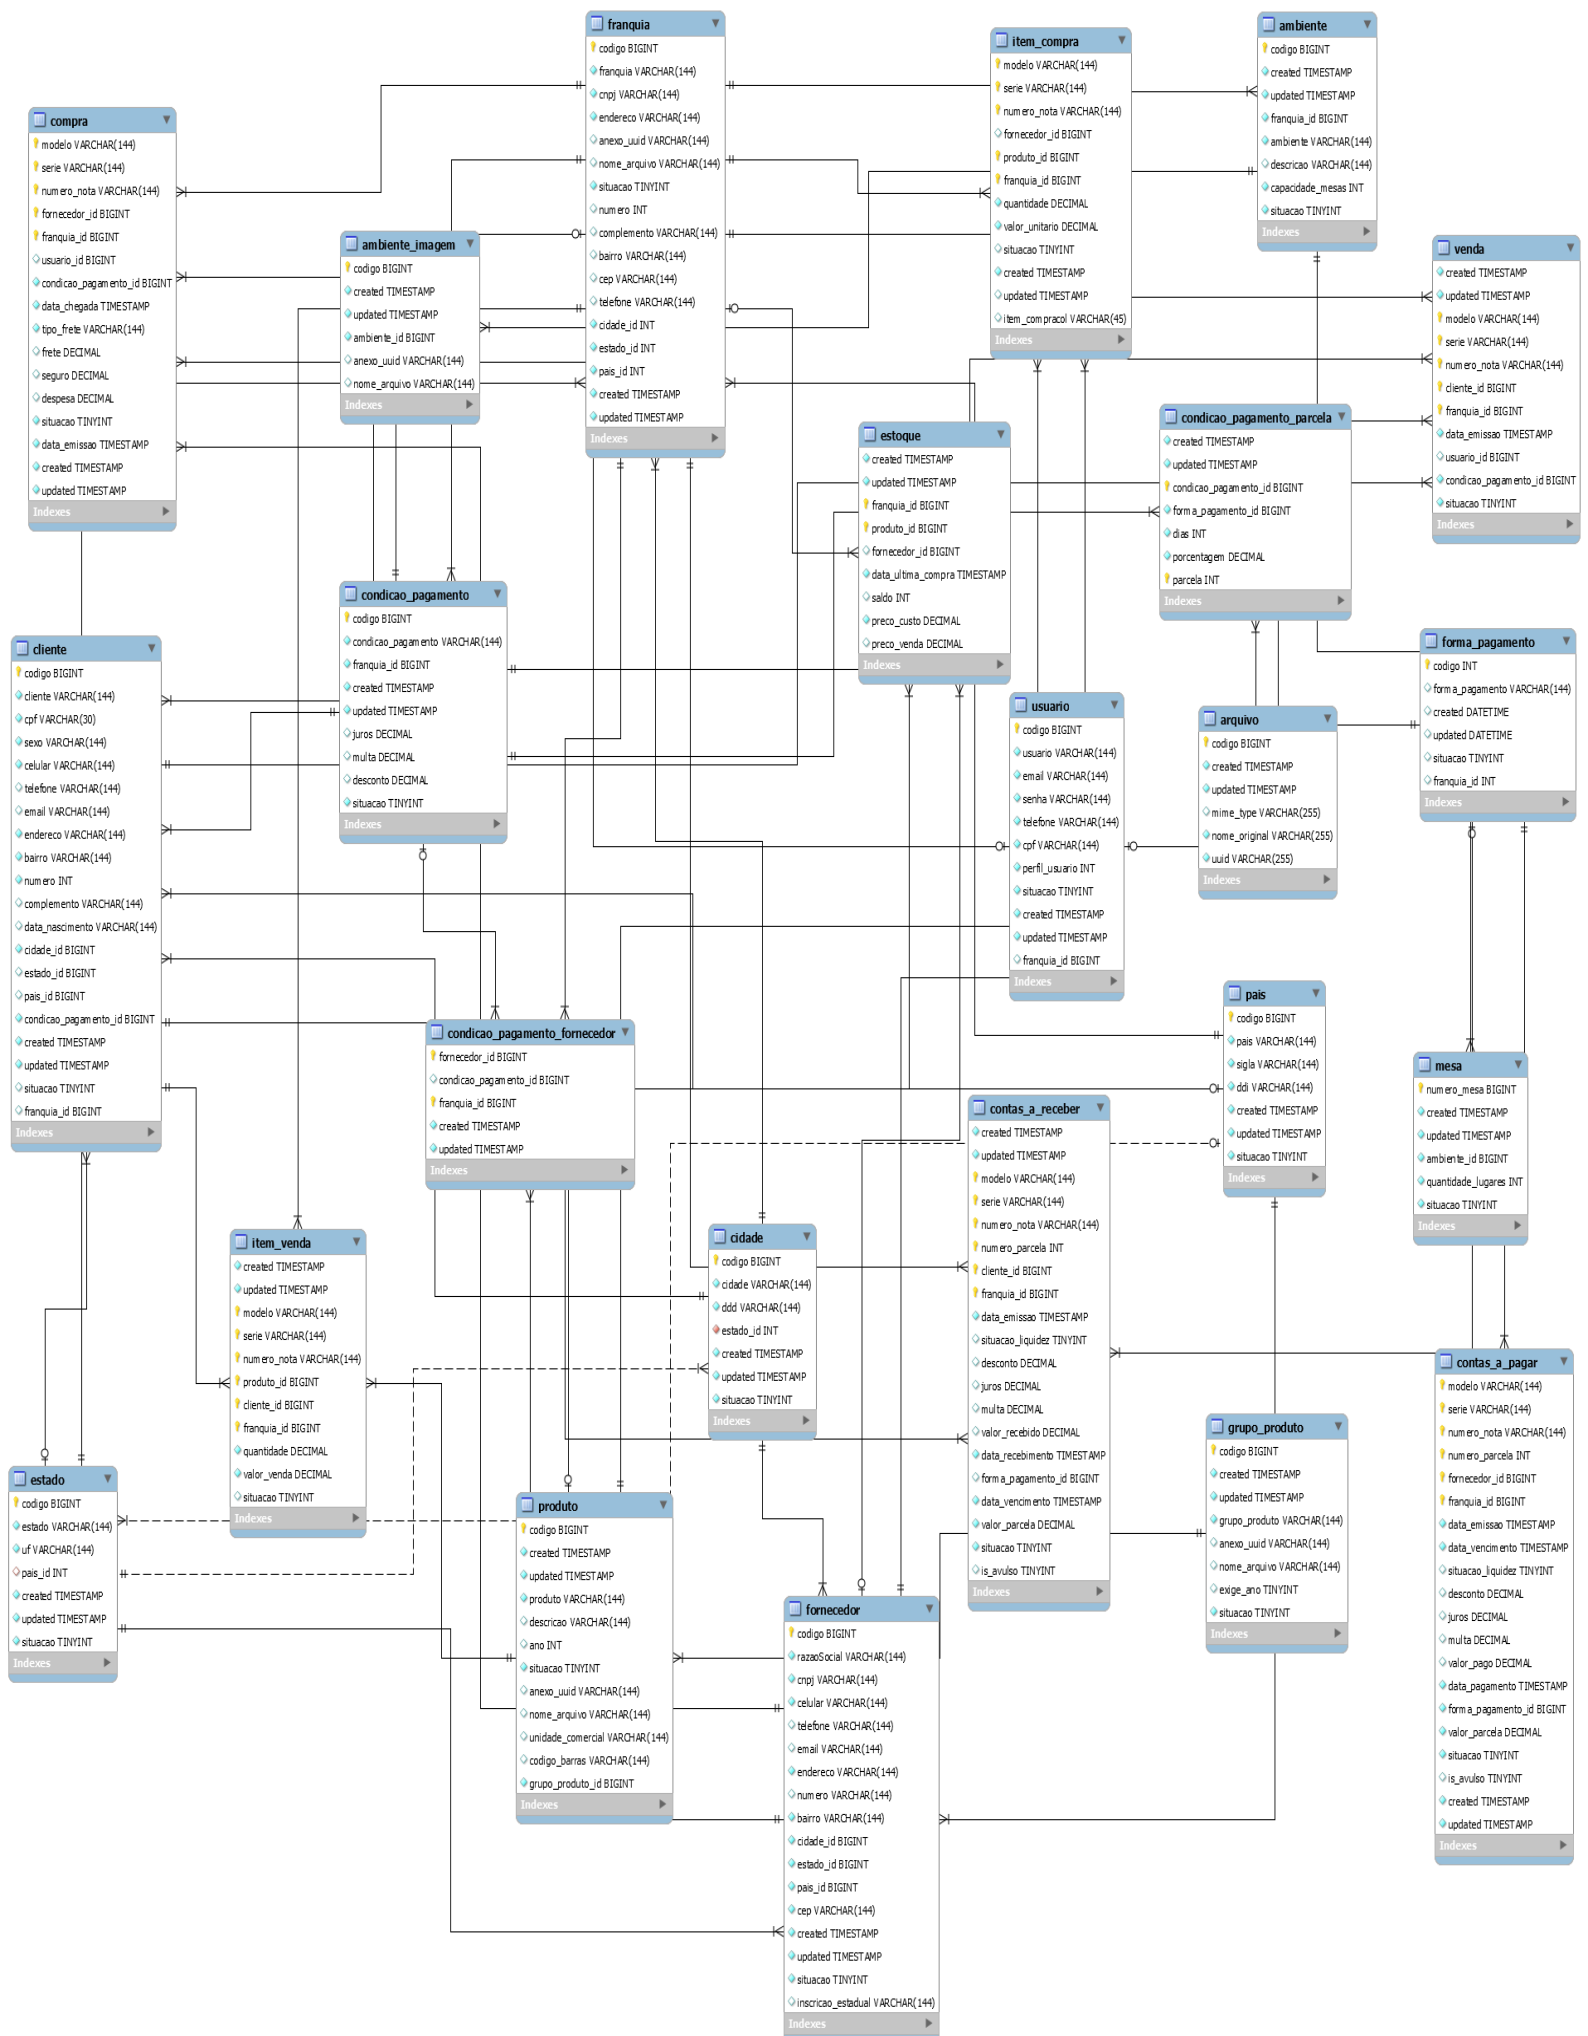 franquia
codigo BIGINT
franquia VARCHAR(144)
cnpj VARCHAR(144)
endereco VARCHAR(144)
anexo_uuid VARCHAR(144)
nome_arquivo VARCHAR(144)
situacao TINYINT
numero INT
complemento VARCHAR(144)
bairro VARCHAR(144)
cep VARCHAR(144)
telefone VARCHAR(144)
cidade_id INT
estado_id INT
pais_id INT
created TIMESTAMP
updated TIMESTAMP
Indexes
item_compra
modelo VARCHAR(144)
serie VARCHAR(144)
numero_nota VARCHAR(144)
fornecedor_id BIGINT
produto_id BIGINT
franquia_id BIGINT
quantidade DECIMAL
valor_unitario DECIMAL
situacao TINYINT
created TIMESTAMP
updated TIMESTAMP
item_compracol VARCHAR(45)
Indexes
ambiente
codigo BIGINT
created TIMESTAMP
updated TIMESTAMP
franquia_id BIGINT
ambiente VARCHAR(144)
descricao VARCHAR(144)
capacidade_mesas INT
situacao TINYINT
Indexes
compra
modelo VARCHAR(144)
serie VARCHAR(144)
numero_nota VARCHAR(144)
fornecedor_id BIGINT
franquia_id BIGINT
usuario_id BIGINT
condicao_pagamento_id BIGINT
data_chegada TIMESTAMP
tipo_frete VARCHAR(144)
frete DECIMAL
seguro DECIMAL
despesa DECIMAL
situacao TINYINT
data_emissao TIMESTAMP
created TIMESTAMP
updated TIMESTAMP
Indexes
ambiente_imagem
codigo BIGINT
created TIMESTAMP
updated TIMESTAMP
ambiente_id BIGINT
anexo_uuid VARCHAR(144)
nome_arquivo VARCHAR(144)
Indexes
venda
created TIMESTAMP
updated TIMESTAMP
modelo VARCHAR(144)
serie VARCHAR(144)
numero_nota VARCHAR(144)
cliente_id BIGINT
franquia_id BIGINT
data_emissao TIMESTAMP
usuario_id BIGINT
condicao_pagamento_id BIGINT
situacao TINYINT
Indexes
estoque
created TIMESTAMP
updated TIMESTAMP
franquia_id BIGINT
produto_id BIGINT
fornecedor_id BIGINT
data_ultima_compra TIMESTAMP
saldo INT
preco_custo DECIMAL
preco_venda DECIMAL
Indexes
condicao_pagamento_parcela
created TIMESTAMP
updated TIMESTAMP
condicao_pagamento_id BIGINT
forma_pagamento_id BIGINT
dias INT
porcentagem DECIMAL
parcela INT
Indexes
condicao_pagamento
codigo BIGINT
condicao_pagamento VARCHAR(144)
franquia_id BIGINT
created TIMESTAMP
updated TIMESTAMP
juros DECIMAL
multa DECIMAL
desconto DECIMAL
situacao TINYINT
Indexes
cliente
codigo BIGINT
cliente VARCHAR(144)
cpf VARCHAR(30)
sexo VARCHAR(144)
celular VARCHAR(144)
telefone VARCHAR(144)
email VARCHAR(144)
endereco VARCHAR(144)
bairro VARCHAR(144)
numero INT
complemento VARCHAR(144)
data_nascimento VARCHAR(144)
cidade_id BIGINT
estado_id BIGINT
pais_id BIGINT
condicao_pagamento_id BIGINT
created TIMESTAMP
updated TIMESTAMP
situacao TINYINT
franquia_id BIGINT
Indexes
forma_pagamento
codigo INT
forma_pagamento VARCHAR(144)
created DATETIME
updated DATETIME
situacao TINYINT
franquia_id INT
Indexes
usuario
codigo BIGINT
usuario VARCHAR(144)
email VARCHAR(144)
senha VARCHAR(144)
telefone VARCHAR(144)
cpf VARCHAR(144)
perfil_usuario INT
situacao TINYINT
created TIMESTAMP
updated TIMESTAMP
franquia_id BIGINT
Indexes
arquivo
codigo BIGINT
created TIMESTAMP
updated TIMESTAMP
mime_type VARCHAR(255)
nome_original VARCHAR(255)
uuid VARCHAR(255)
Indexes
condicao_pagamento_fornecedor
fornecedor_id BIGINT
condicao_pagamento_id BIGINT
franquia_id BIGINT
created TIMESTAMP
updated TIMESTAMP
Indexes
pais
codigo BIGINT
pais VARCHAR(144)
sigla VARCHAR(144)
ddi VARCHAR(144)
created TIMESTAMP
updated TIMESTAMP
situacao TINYINT
Indexes
mesa
numero_mesa BIGINT
created TIMESTAMP
updated TIMESTAMP
ambiente_id BIGINT
quantidade_lugares INT
situacao TINYINT
Indexes
contas_a_receber
created TIMESTAMP
updated TIMESTAMP
modelo VARCHAR(144)
serie VARCHAR(144)
numero_nota VARCHAR(144)
numero_parcela INT
cliente_id BIGINT
franquia_id BIGINT
data_emissao TIMESTAMP
situacao_liquidez TINYINT
desconto DECIMAL
juros DECIMAL
multa DECIMAL
valor_recebido DECIMAL
data_recebimento TIMESTAMP
forma_pagamento_id BIGINT
data_vencimento TIMESTAMP
valor_parcela DECIMAL
situacao TINYINT
is_avulso TINYINT
Indexes
item_venda
created TIMESTAMP
updated TIMESTAMP
modelo VARCHAR(144)
serie VARCHAR(144)
numero_nota VARCHAR(144)
produto_id BIGINT
cliente_id BIGINT
franquia_id BIGINT
quantidade DECIMAL
valor_venda DECIMAL
situacao TINYINT
Indexes
cidade
codigo BIGINT
cidade VARCHAR(144)
ddd VARCHAR(144)
estado_id INT
created TIMESTAMP
updated TIMESTAMP
situacao TINYINT
Indexes
contas_a_pagar
modelo VARCHAR(144)
serie VARCHAR(144)
numero_nota VARCHAR(144)
numero_parcela INT
fornecedor_id BIGINT
franquia_id BIGINT
data_emissao TIMESTAMP
data_vencimento TIMESTAMP
situacao_liquidez TINYINT
desconto DECIMAL
juros DECIMAL
multa DECIMAL
valor_pago DECIMAL
data_pagamento TIMESTAMP
forma_pagamento_id BIGINT
valor_parcela DECIMAL
situacao TINYINT
is_avulso TINYINT
created TIMESTAMP
updated TIMESTAMP
Indexes
grupo_produto
codigo BIGINT
created TIMESTAMP
updated TIMESTAMP
grupo_produto VARCHAR(144)
anexo_uuid VARCHAR(144)
nome_arquivo VARCHAR(144)
exige_ano TINYINT
situacao TINYINT
Indexes
estado
codigo BIGINT
estado VARCHAR(144)
uf VARCHAR(144)
pais_id INT
created TIMESTAMP
updated TIMESTAMP
situacao TINYINT
Indexes
produto
codigo BIGINT
created TIMESTAMP
updated TIMESTAMP
produto VARCHAR(144)
descricao VARCHAR(144)
ano INT
situacao TINYINT
anexo_uuid VARCHAR(144)
nome_arquivo VARCHAR(144)
unidade_comercial VARCHAR(144)
codigo_barras VARCHAR(144)
grupo_produto_id BIGINT
Indexes
fornecedor
codigo BIGINT
razaoSocial VARCHAR(144)
cnpj VARCHAR(144)
celular VARCHAR(144)
telefone VARCHAR(144)
email VARCHAR(144)
endereco VARCHAR(144)
numero VARCHAR(144)
bairro VARCHAR(144)
cidade_id BIGINT
estado_id BIGINT
pais_id BIGINT
cep VARCHAR(144)
created TIMESTAMP
updated TIMESTAMP
situacao TINYINT
inscricao_estadual VARCHAR(144)
Indexes